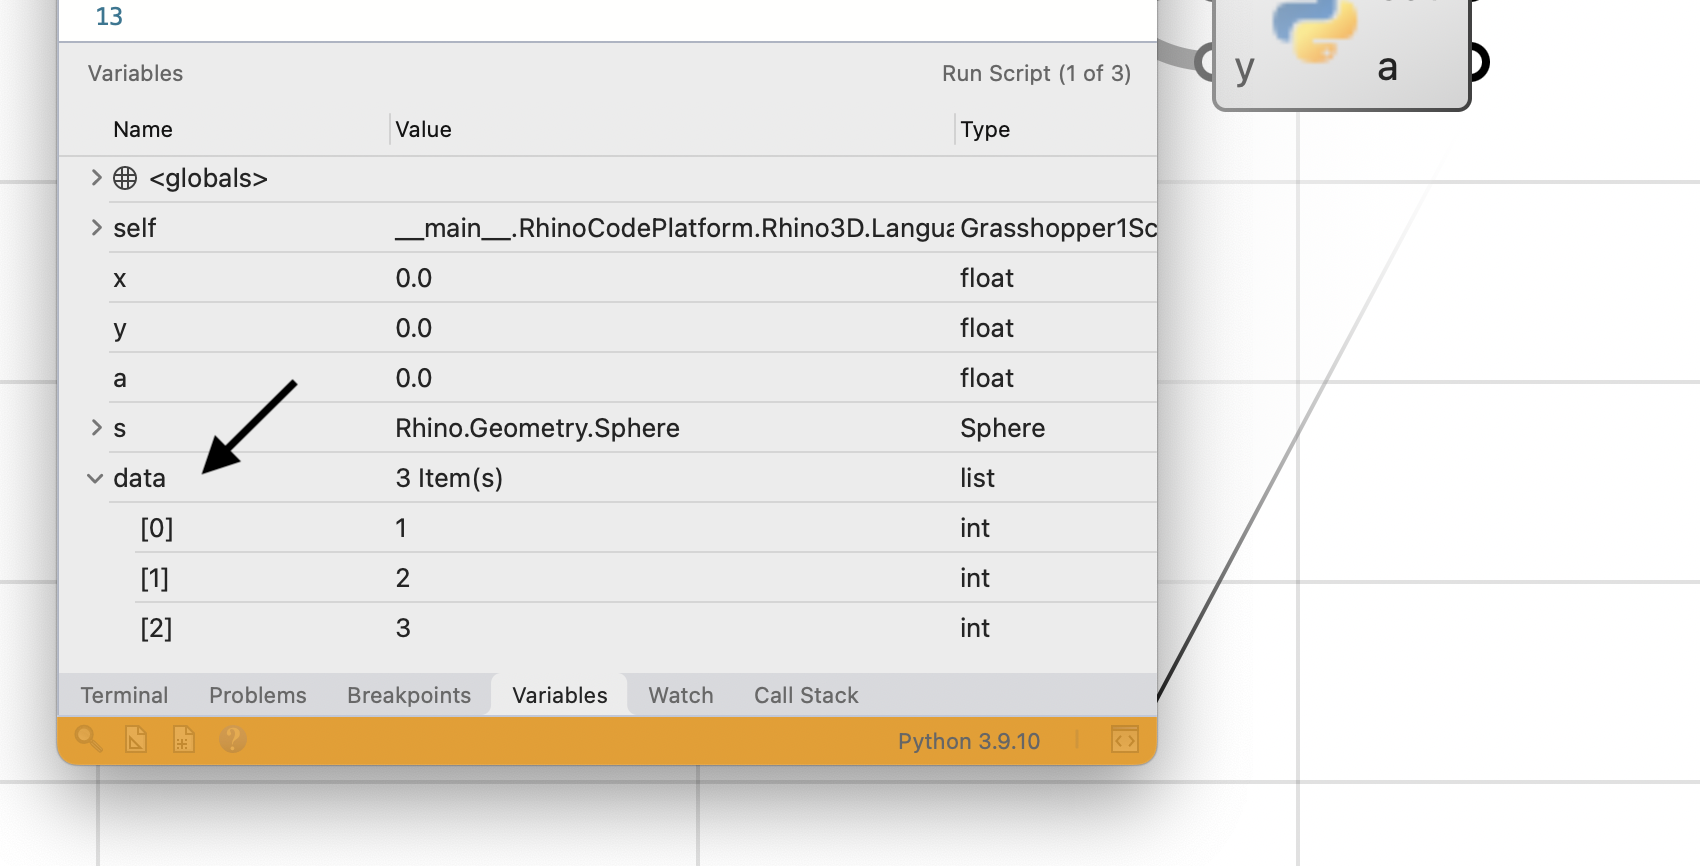 13
Variables Run Script (1 of 3)
Name Value Type
<globals>
self __main__.RhinoCodePlatform.Rhino3D.Langua Grasshopper1Sc
x 0.0 float
y 0.0 float
a 0.0 float
s Rhino.Geometry.Sphere Sphere
data 3 Item(s) list
[0] 1 int
[1] 2 int
[2] 3 int
Terminal Problems Breakpoints Variables Watch Call Stack
Python 3.9.10
y a